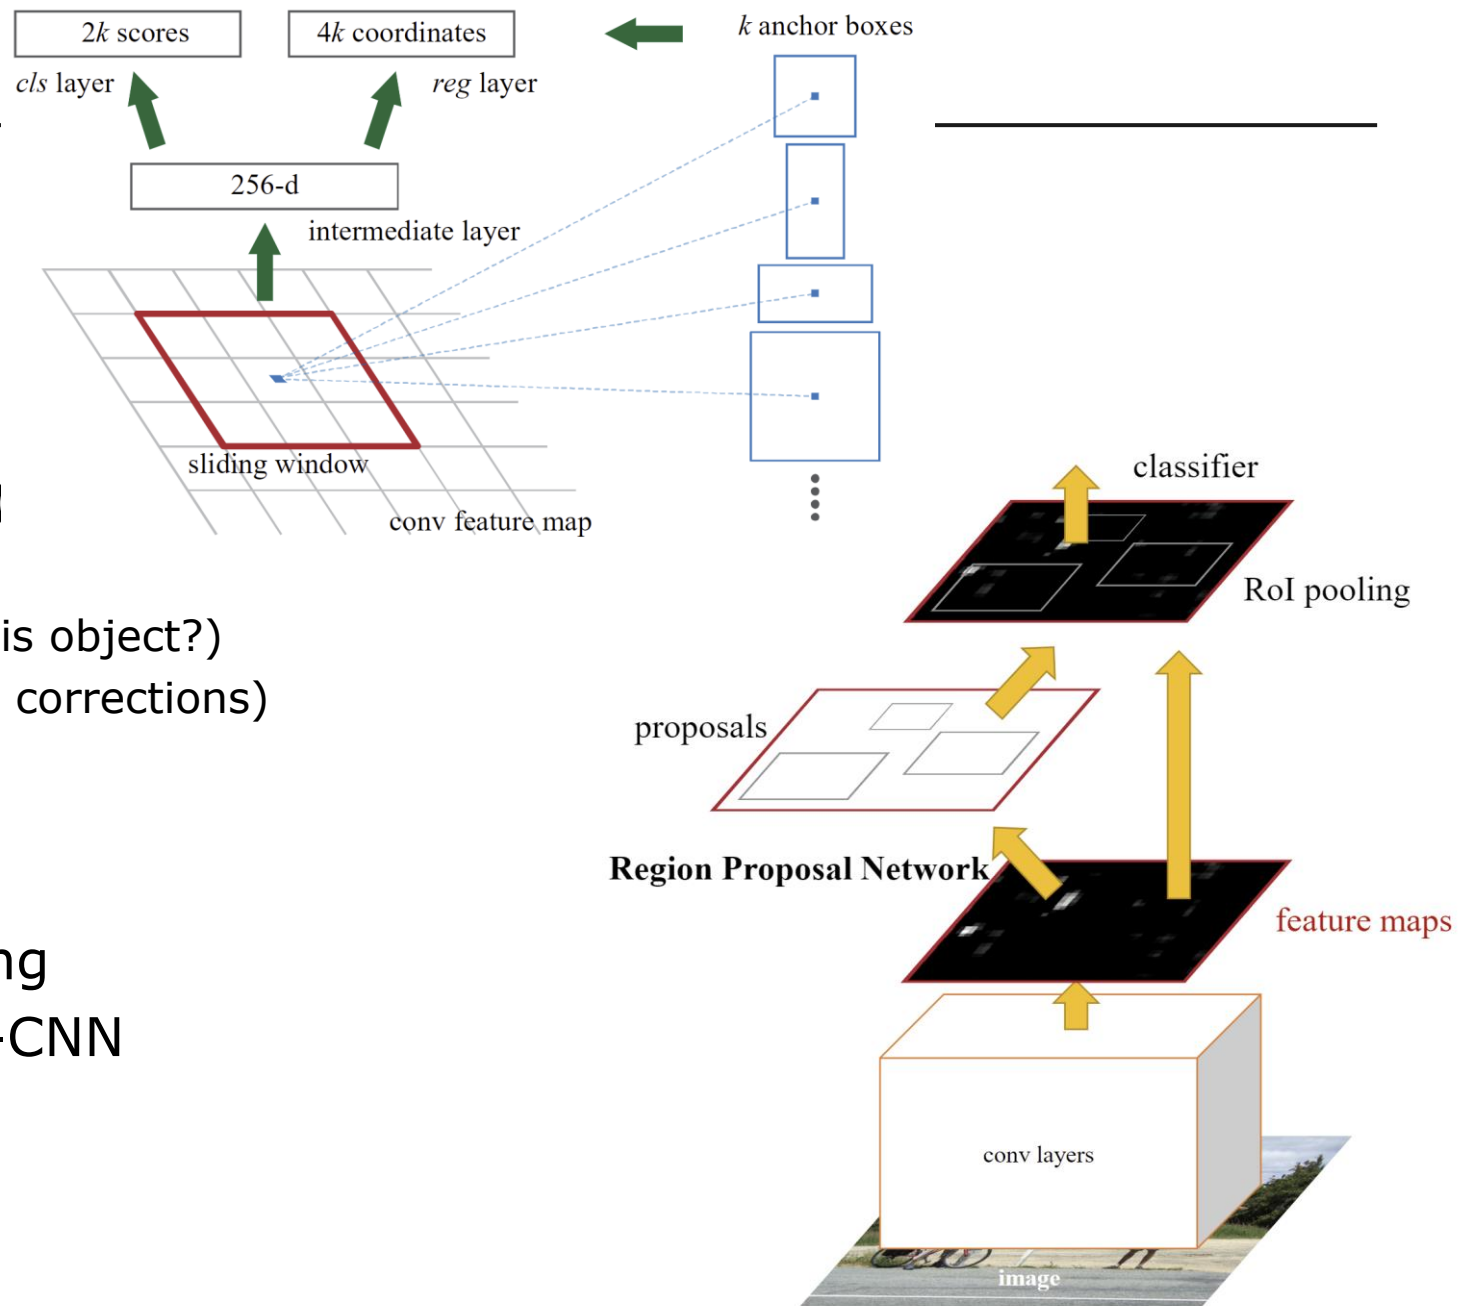 2k scores
4k coordinates
k anchor boxes
cls layer
reg layer
256-d
intermediate layer
sliding window
conv feature map
is object?)
corrections)
-CNN
classifier
RoI pooling
proposals
Region Proposal Network
feature maps
conv layers
image